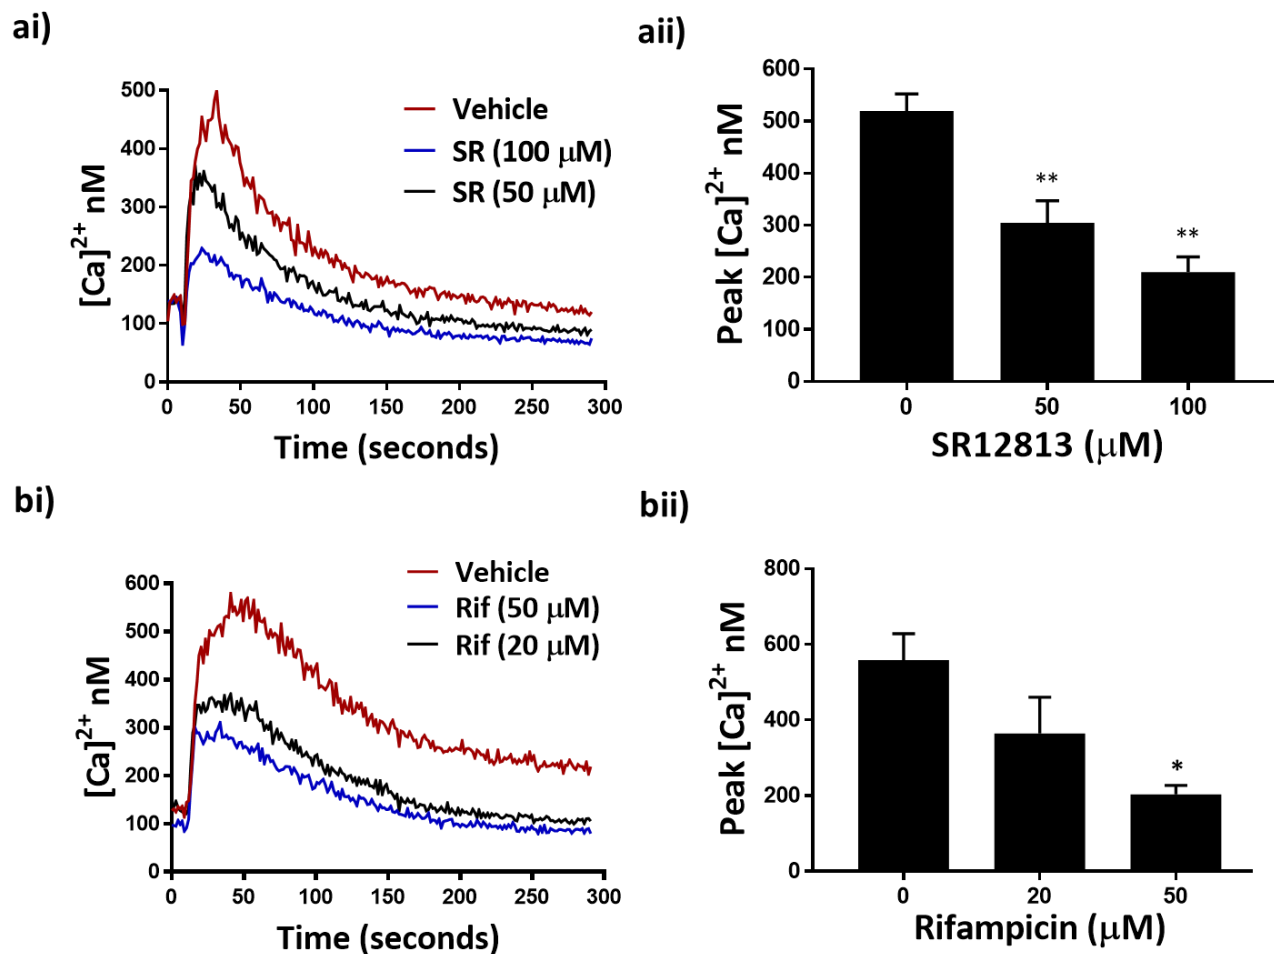 ai)
500
400
300
200
100
0
[Ca]²⁺ nM
0 50 100 150 200 250 300
Time (seconds)
Vehicle
SR (100 µM)
SR (50 µM)
aii)
600
500
400
300
200
100
0
Peak [Ca]²⁺ nM
**
**
0 50 100
SR12813 (µM)
bi)
600
500
400
300
200
100
0
[Ca]²⁺ nM
0 50 100 150 200 250 300
Time (seconds)
Vehicle
Rif (50 µM)
Rif (20 µM)
bii)
800
600
400
200
0
Peak [Ca]²⁺ nM
*
0 20 50
Rifampicin (µM)